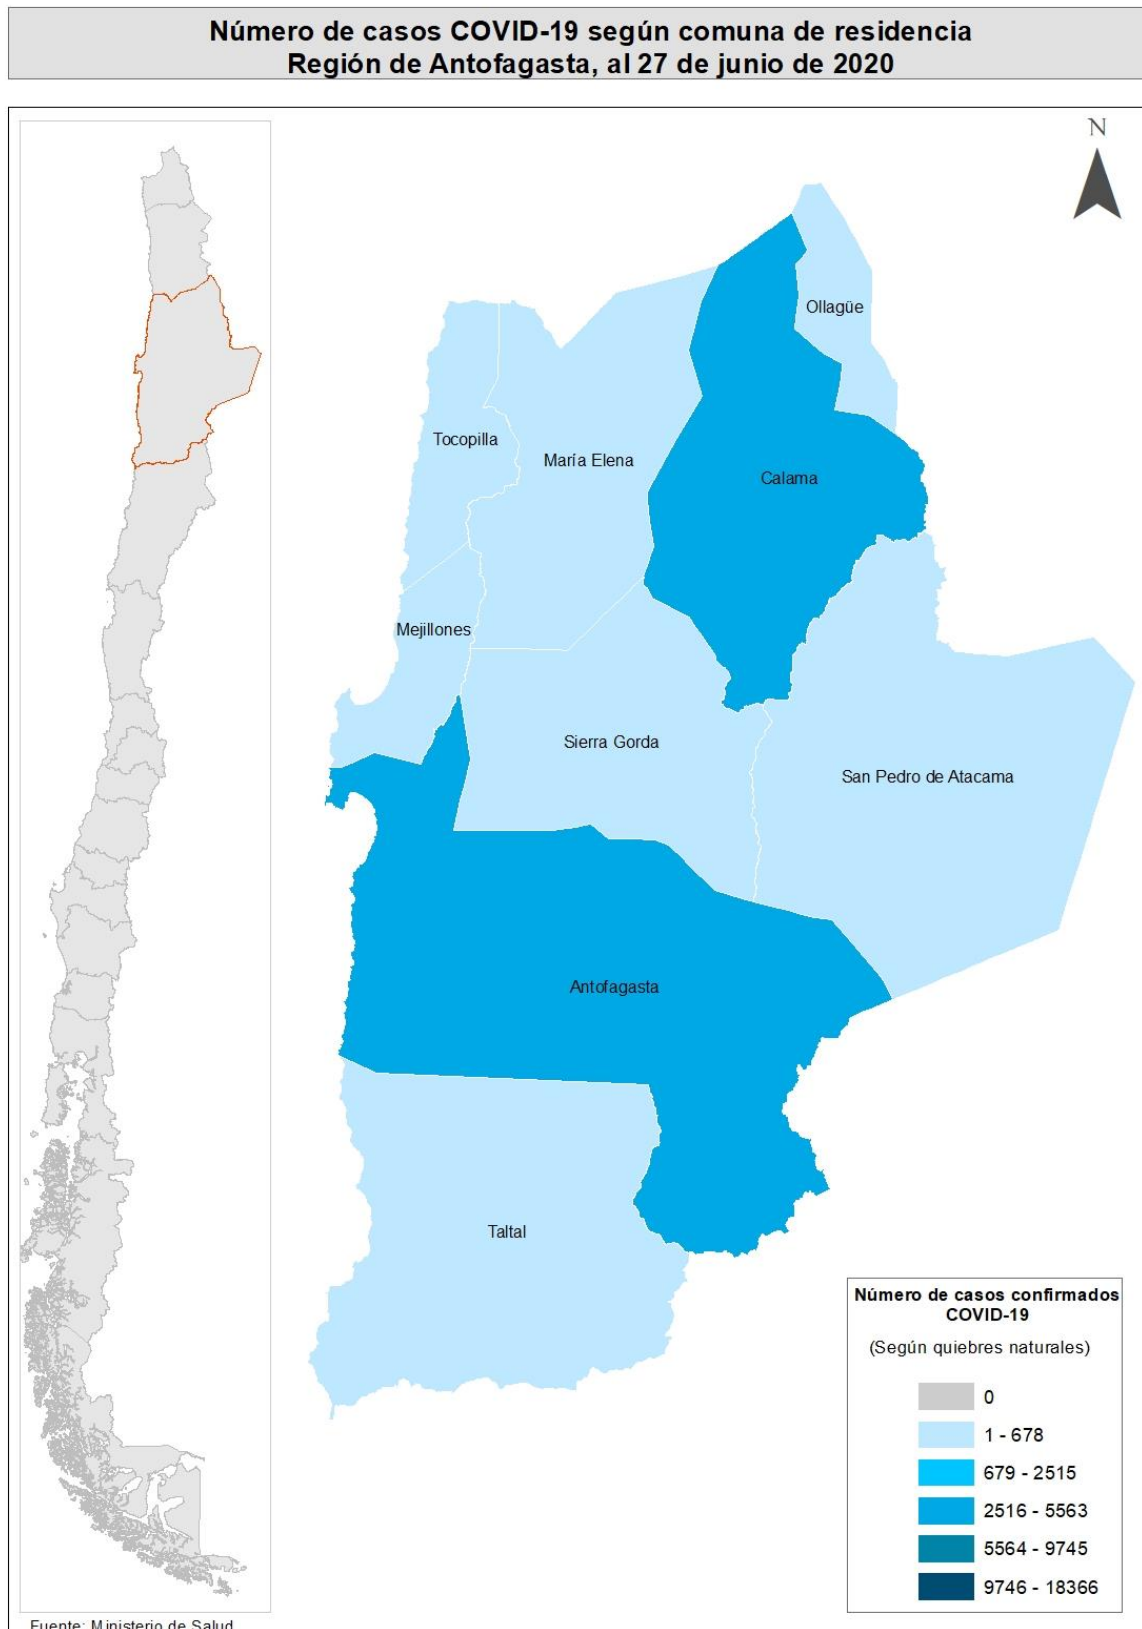 Número de casos COVID-19 según comuna de residencia
Región de Antofagasta, al 27 de junio de 2020
N
Ollagüe
Tocopilla
María Elena
Calama
Mejillones
Sierra Gorda
San Pedro de Atacama
Antofagasta
Taltal
Número de casos confirmados
COVID-19
(Según quiebres naturales)
0
1 - 678
679 - 2515
2516 - 5563
5564 - 9745
9746 - 18366
Fuente: Ministerio de Salud